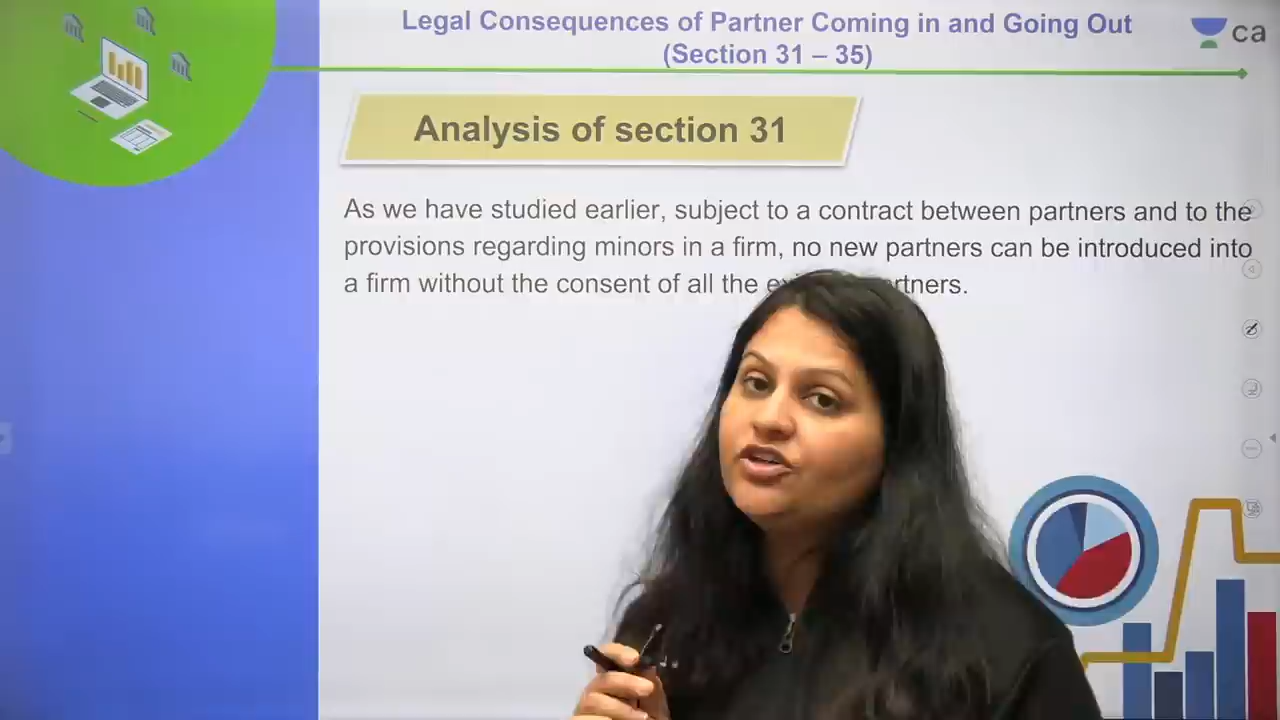 Legal Consequences of Partner Coming in and Going Out
(Section 31 – 35)
ca
Analysis of section 31
As we have studied earlier, subject to a contract between partners and to the
provisions regarding minors in a firm, no new partners can be introduced into
a firm without the consent of all the